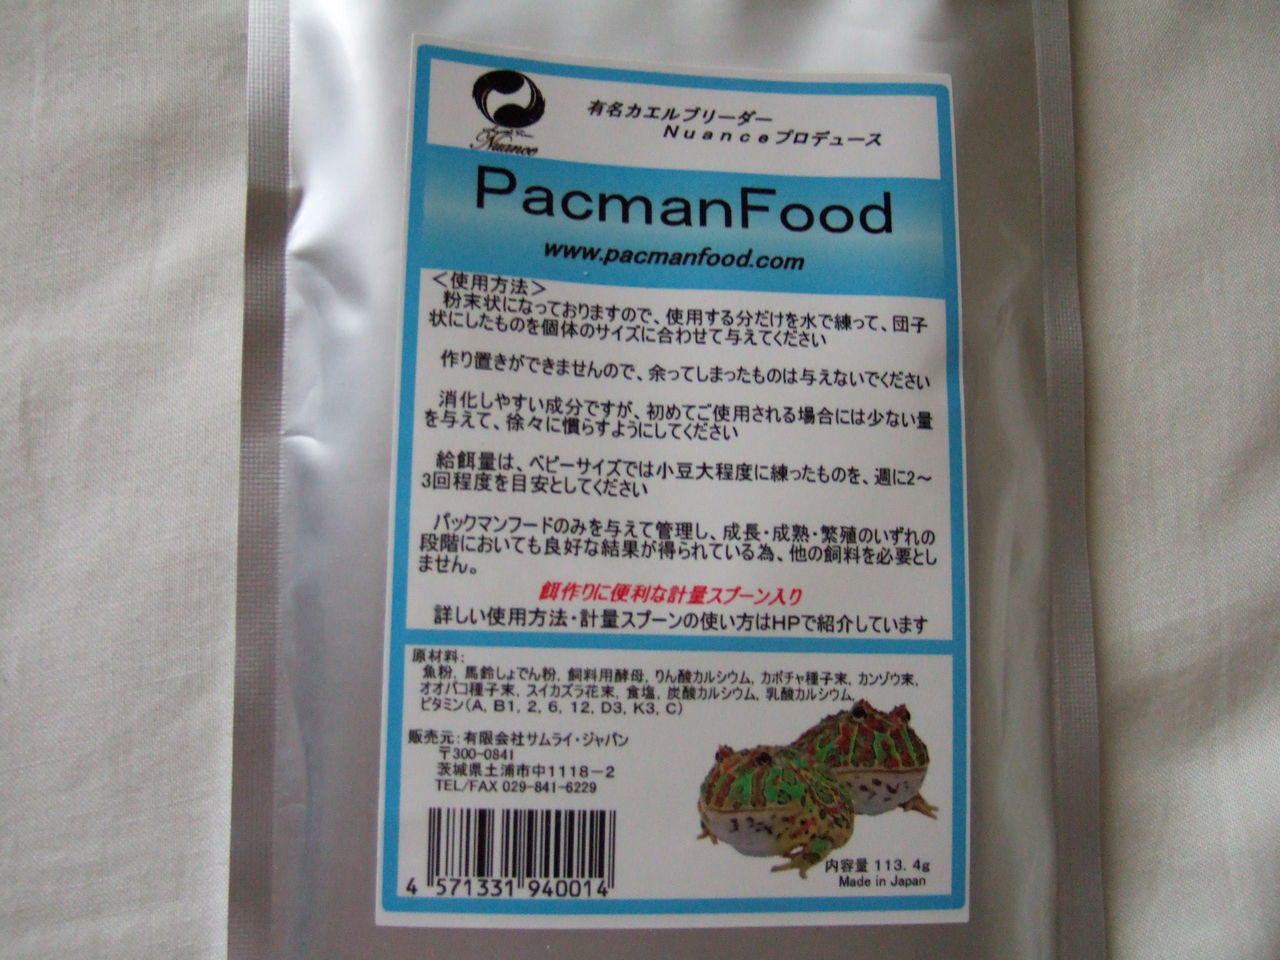 Nuance
有名カエルブリーダー
Nuanceプロデュース
PacmanFood
www.pacmanfood.com
＜使用方法＞
粉末状になっておりますので、使用する分だけを水で練って、団子
状にしたものを個体のサイズに合わせて与えてください
作り置きができませんので、余ってしまったものは与えないでください
消化しやすい成分ですが、初めてご使用される場合には少ない量
を与えて、徐々に慣らすようにしてください
給餌量は、ベビーサイズでは小豆大程度に練ったものを、週に2～
3回程度を目安としてください
パックマンフードのみを与えて管理し、成長・成熟・繁殖のいずれの
段階においても良好な結果が得られている為、他の飼料を必要とし
ません。
餌作りに便利な計量スプーン入り
詳しい使用方法・計量スプーンの使い方はHPで紹介しています
原材料:
魚粉, 馬鈴しょでん粉, 飼料用酵母, りん酸カルシウム, カボチャ種子末, カンゾウ末,
オオバコ種子末, スイカズラ花末, 食塩, 炭酸カルシウム, 乳酸カルシウム,
ビタミン（A, B1, 2, 6, 12, D3, K3, C）
販売元：有限会社サムライ・ジャパン
〒300-0841
茨城県土浦市中1118－2
TEL/FAX 029-841-6229
4 571331 940014
内容量 113. 4g
Made in Japan